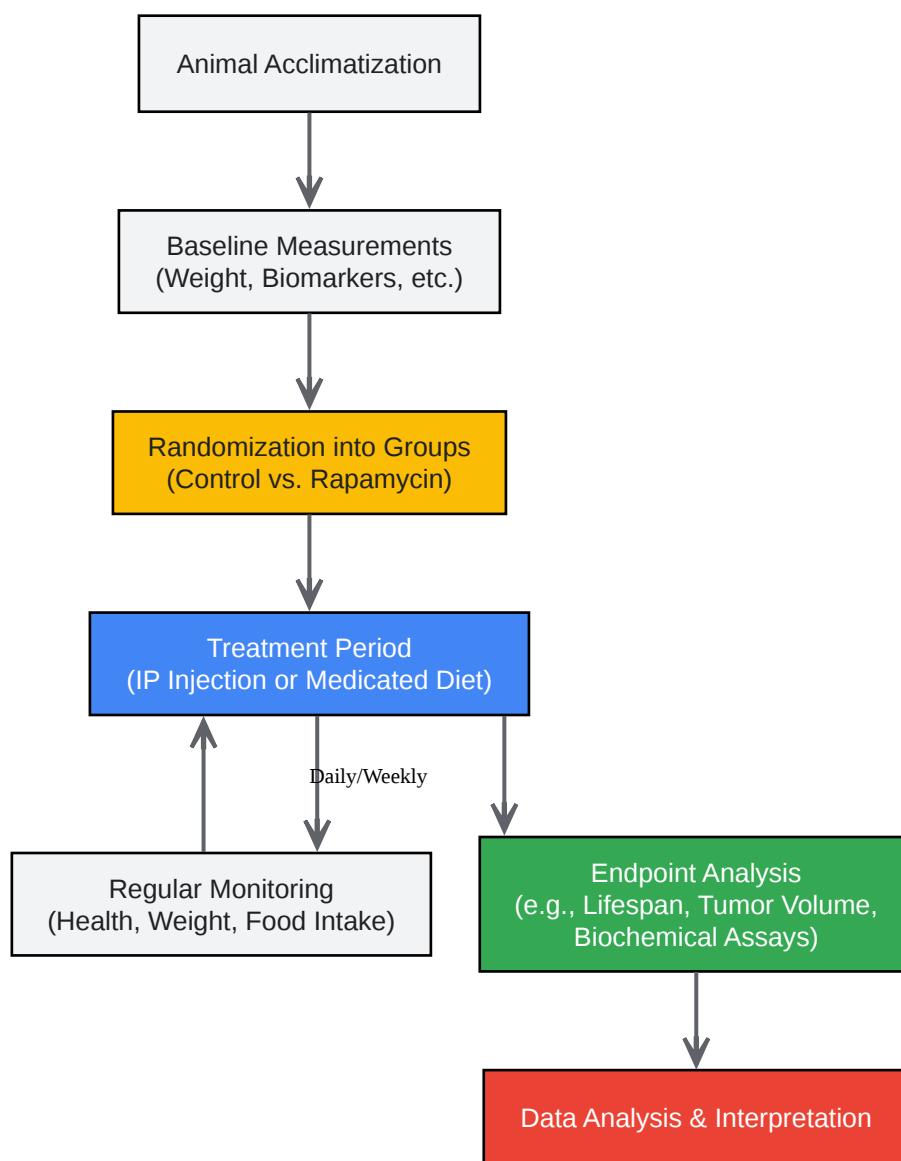 Animal Acclimatization
Baseline Measurements
(Weight, Biomarkers, etc.)
Randomization into Groups
(Control vs. Rapamycin)
Treatment Period
(IP Injection or Medicated Diet)
Daily/Weekly
Regular Monitoring
(Health, Weight, Food Intake)
Endpoint Analysis
(e.g., Lifespan, Tumor Volume,
Biochemical Assays)
Data Analysis & Interpretation